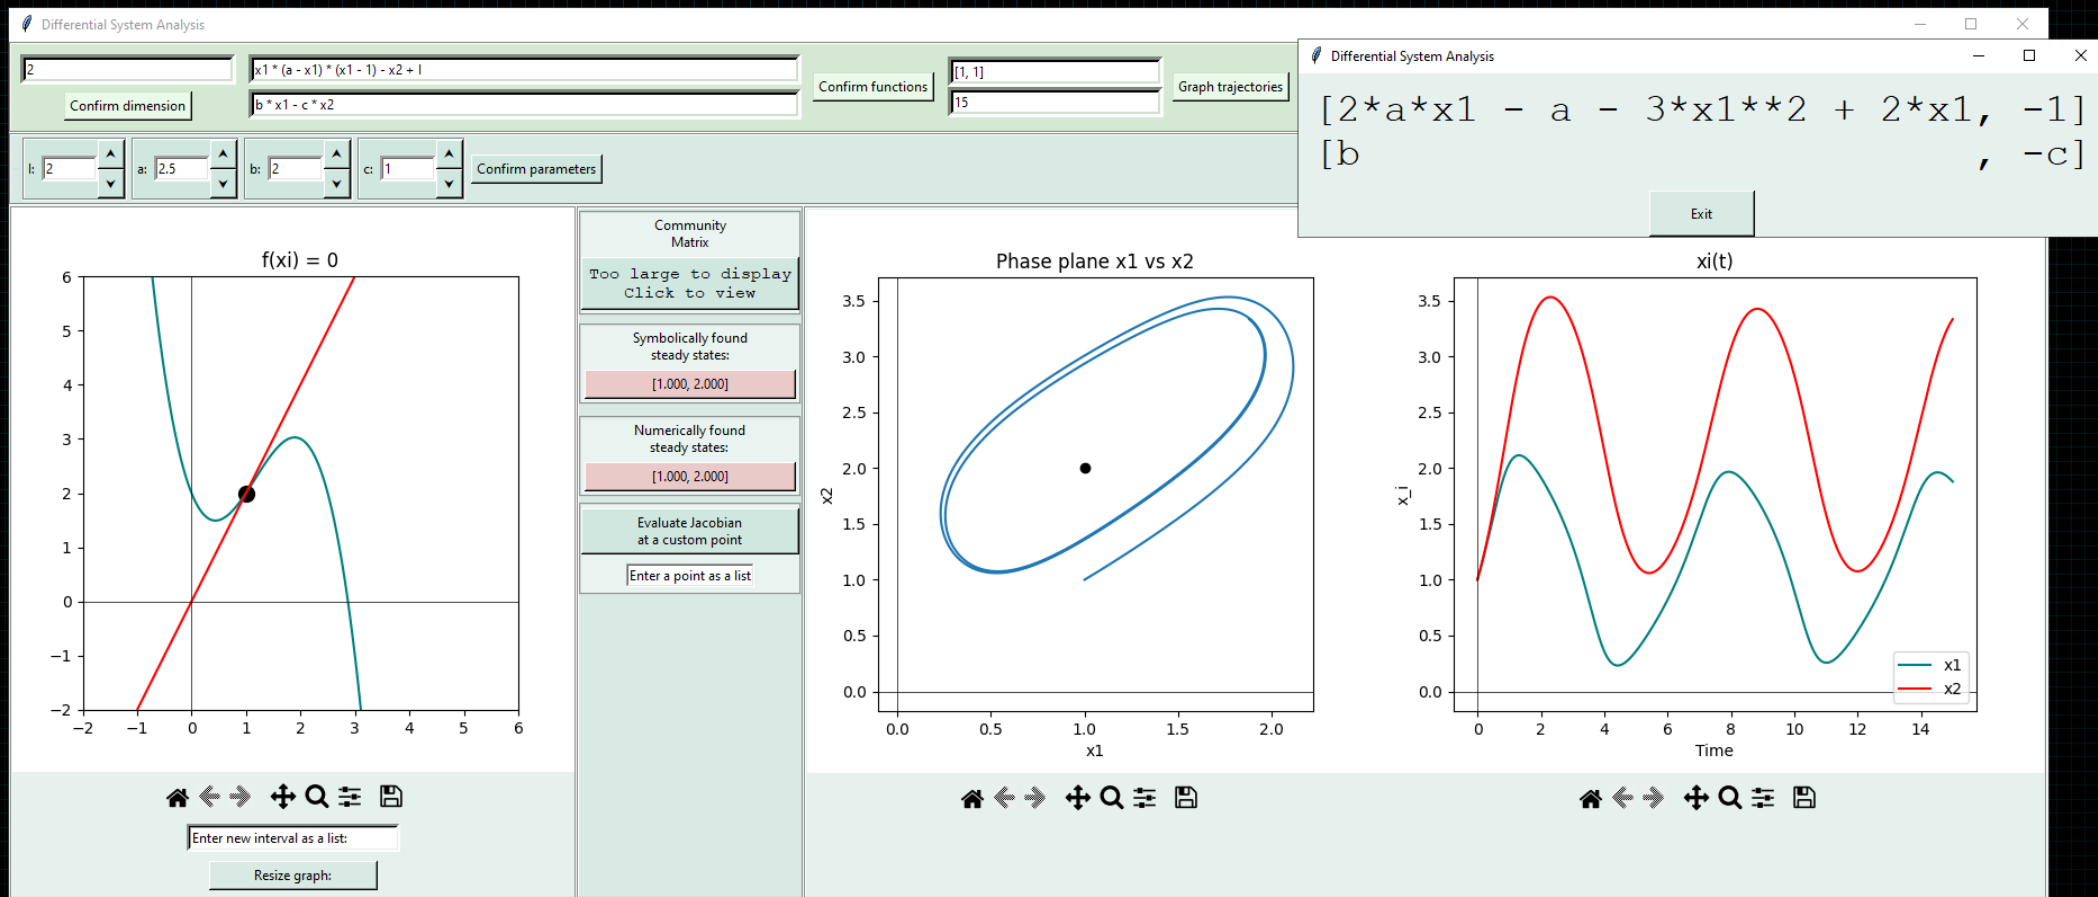 Differential System Analysis
2
Confirm dimension
x1 * (a - x1) * (x1 - 1) - x2 + I
b * x1 - c * x2
Confirm functions
[1, 1]
15
Graph trajectories
Differential System Analysis
[2*a*x1 - a - 3*x1**2 + 2*x1, -1]
[b , -c]
Exit
I: 2
a: 2.5
b: 2
c: 1
Confirm parameters
f(xi) = 0
6
5
4
3
2
1
0
−1
−2
−2 −1 0 1 2 3 4 5 6
Enter new interval as a list:
Resize graph:
Community
Matrix
Too large to display
Click to view
Symbolically found
steady states:
[1.000, 2.000]
Numerically found
steady states:
[1.000, 2.000]
Evaluate Jacobian
at a custom point
Enter a point as a list
Phase plane x1 vs x2
x2
3.5
3.0
2.5
2.0
1.5
1.0
0.5
0.0
0.0 0.5 1.0 1.5 2.0
x1
xi(t)
x_i
3.5
3.0
2.5
2.0
1.5
1.0
0.5
0.0
x1
x2
0 2 4 6 8 10 12 14
Time